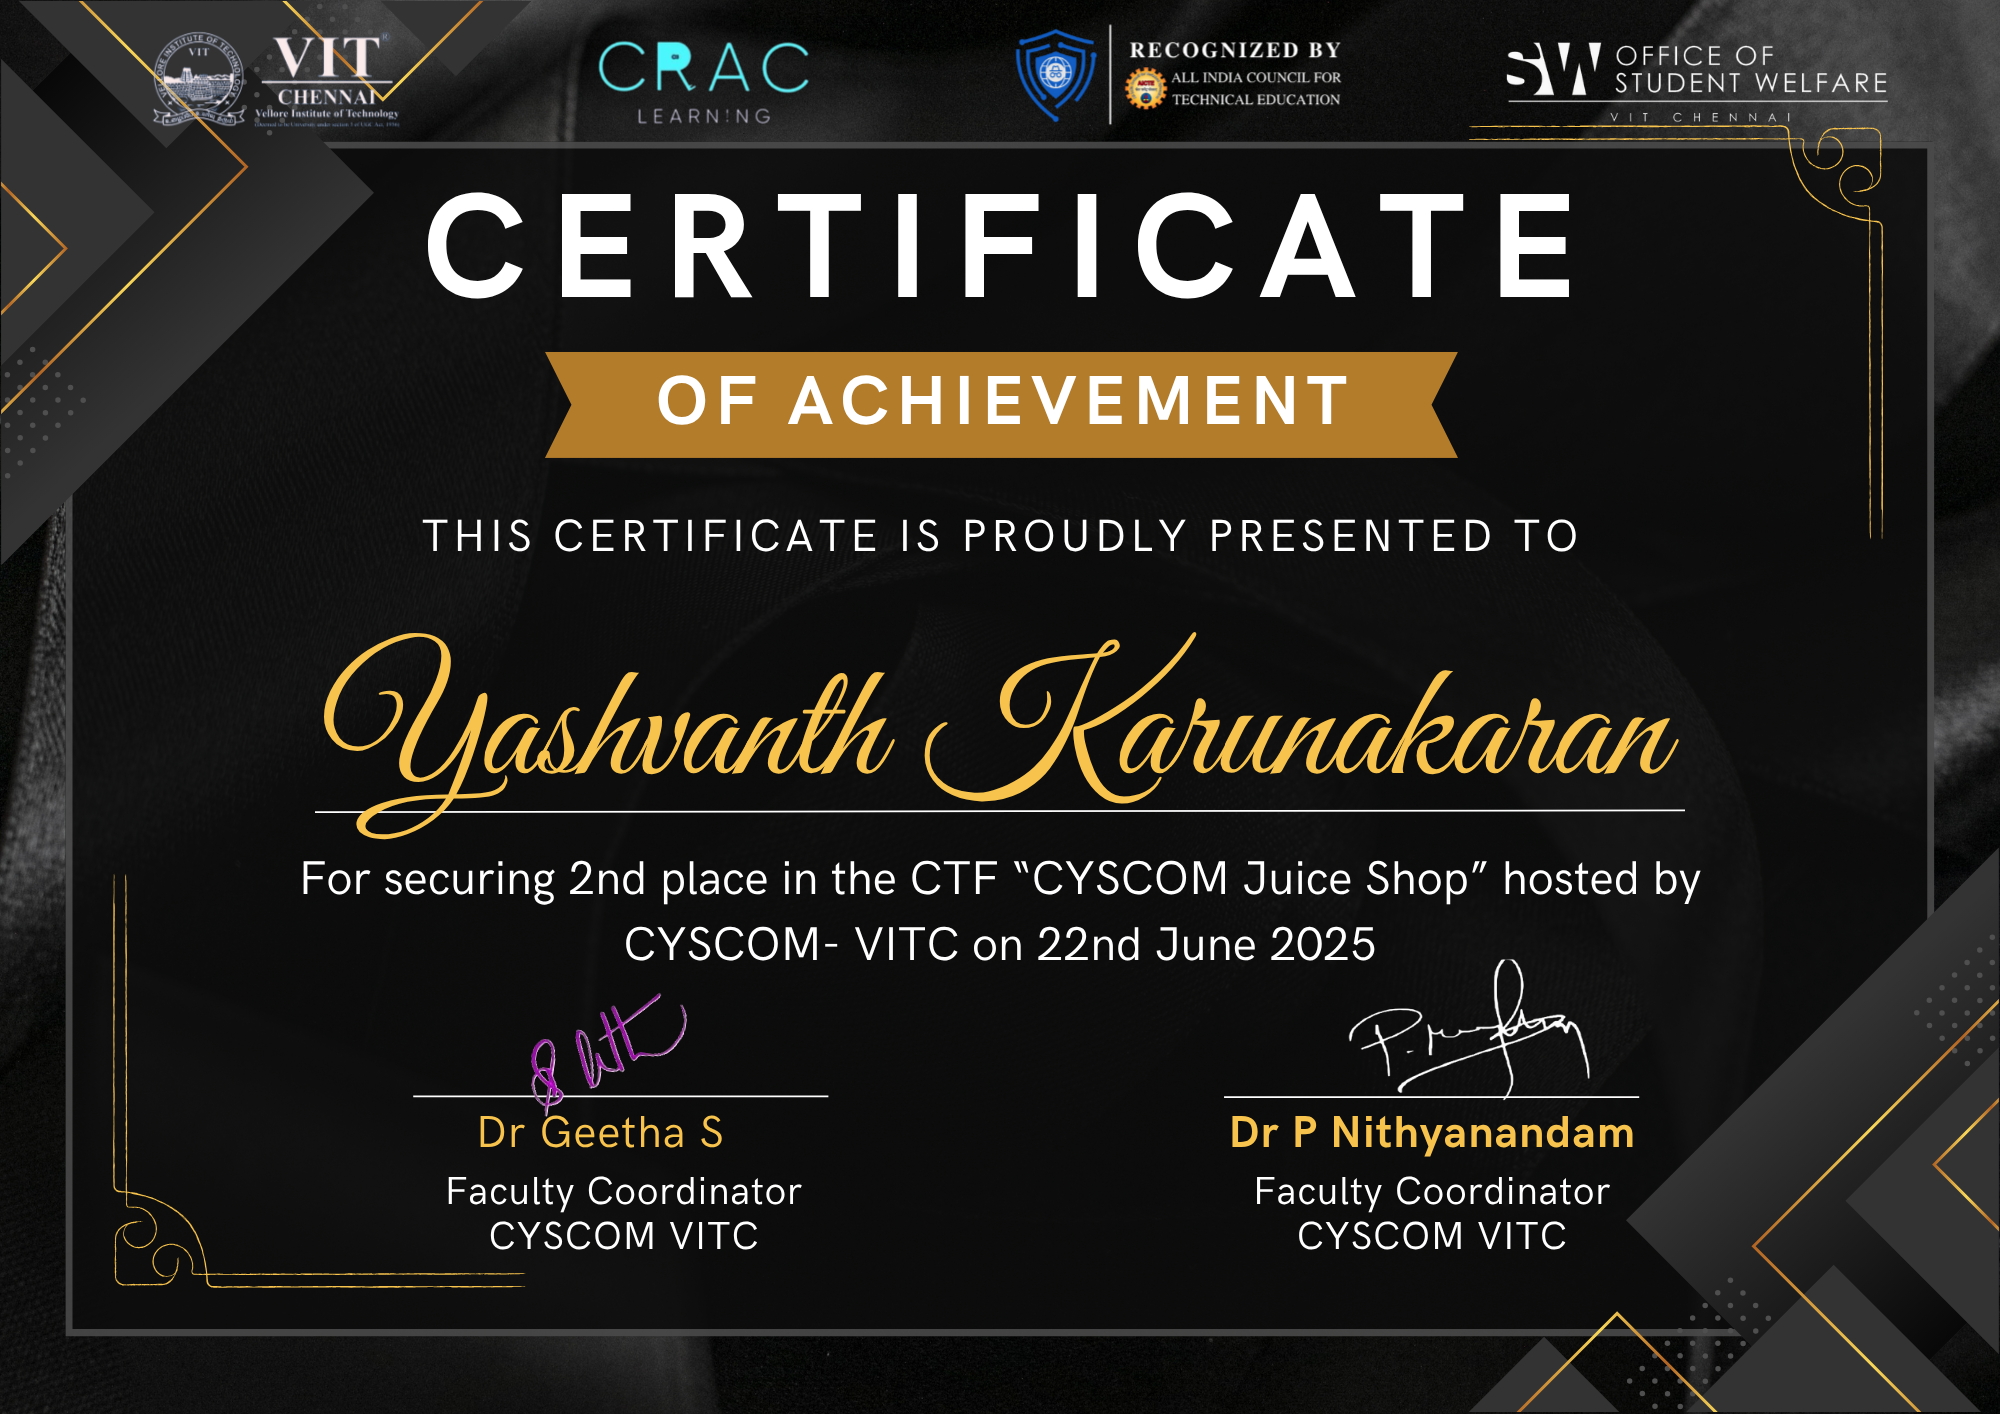 VIT
VIT®
CHENNAI
Vellore Institute of Technology
CRAC
LEARN!NG
RECOGNIZED BY
ALL INDIA COUNCIL FOR
TECHNICAL EDUCATION
SW OFFICE OF
STUDENT WELFARE
VIT CHENNAI
CERTIFICATE
OF ACHIEVEMENT
THIS CERTIFICATE IS PROUDLY PRESENTED TO
Yashvanth Karunakaran
For securing 2nd place in the CTF “CYSCOM Juice Shop” hosted by
CYSCOM- VITC on 22nd June 2025
Dr Geetha S
Faculty Coordinator
CYSCOM VITC
Dr P Nithyanandam
Faculty Coordinator
CYSCOM VITC